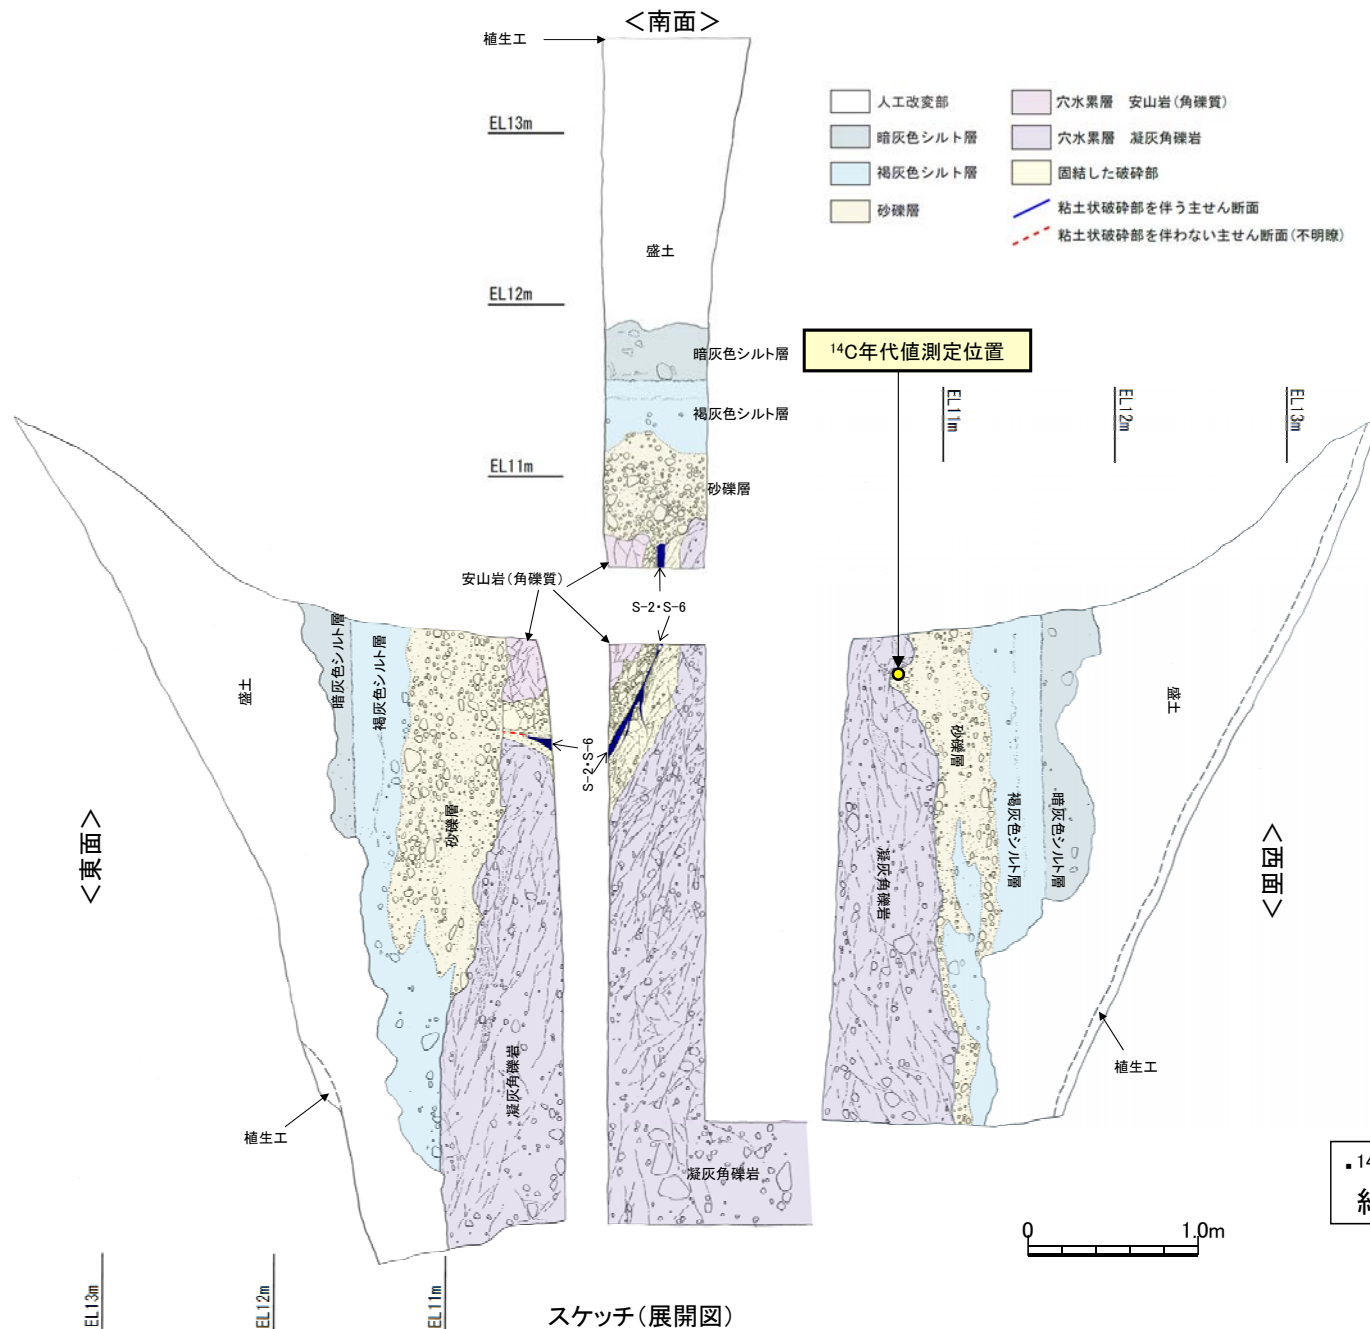 ＜南面＞
植生工
EL13m
人工改変部
暗灰色シルト層
褐灰色シルト層
砂礫層
穴水累層　安山岩(角礫質)
穴水累層　凝灰角礫岩
固結した破砕部
粘土状破砕部を伴う主せん断面
粘土状破砕部を伴わない主せん断面(不明瞭)
盛土
EL12m
暗灰色シルト層
¹⁴C年代値測定位置
褐灰色シルト層
EL11m
EL12m
EL13m
EL11m
砂礫層
安山岩(角礫質)
S-2・S-6
盛土
暗灰色シルト層
褐灰色シルト層
砂礫層
S-2・S-6
＜東面＞
凝灰角礫岩
植生工
凝灰角礫岩
凝灰角礫岩
砂礫層
褐灰色シルト層
暗灰色シルト層
盛土
＜西面＞
植生工
▪14
0
1.0m
EL13m
EL12m
EL11m
スケッチ(展開図)